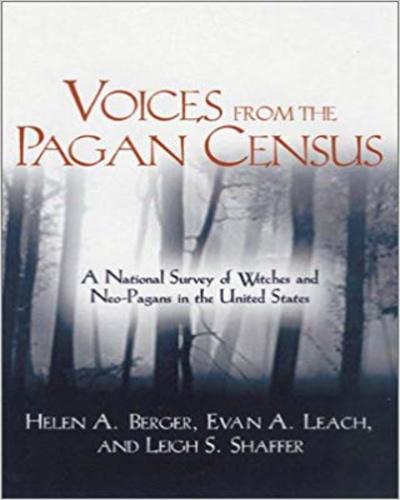 VOICES FROM THE
PAGAN CENSUS
A National Survey of Witches and
Neo-Pagans in the United States
HELEN A. BERGER, EVAN A. LEACH,
AND LEIGH S. SHAFFER